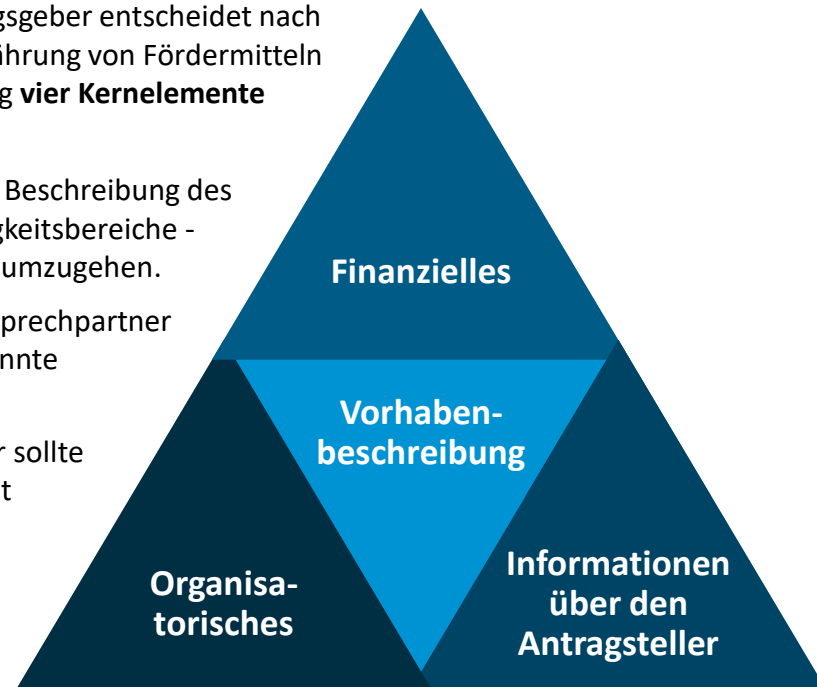 gsgeber entscheidet nach
ährung von Fördermitteln
g vier Kernelemente
Beschreibung des
gkeitsbereiche -
umzugehen.
sprechpartner
nnte
r sollte
t
Finanzielles
Vorhaben-
beschreibung
Organisa-
torisches
Informationen
über den
Antragsteller